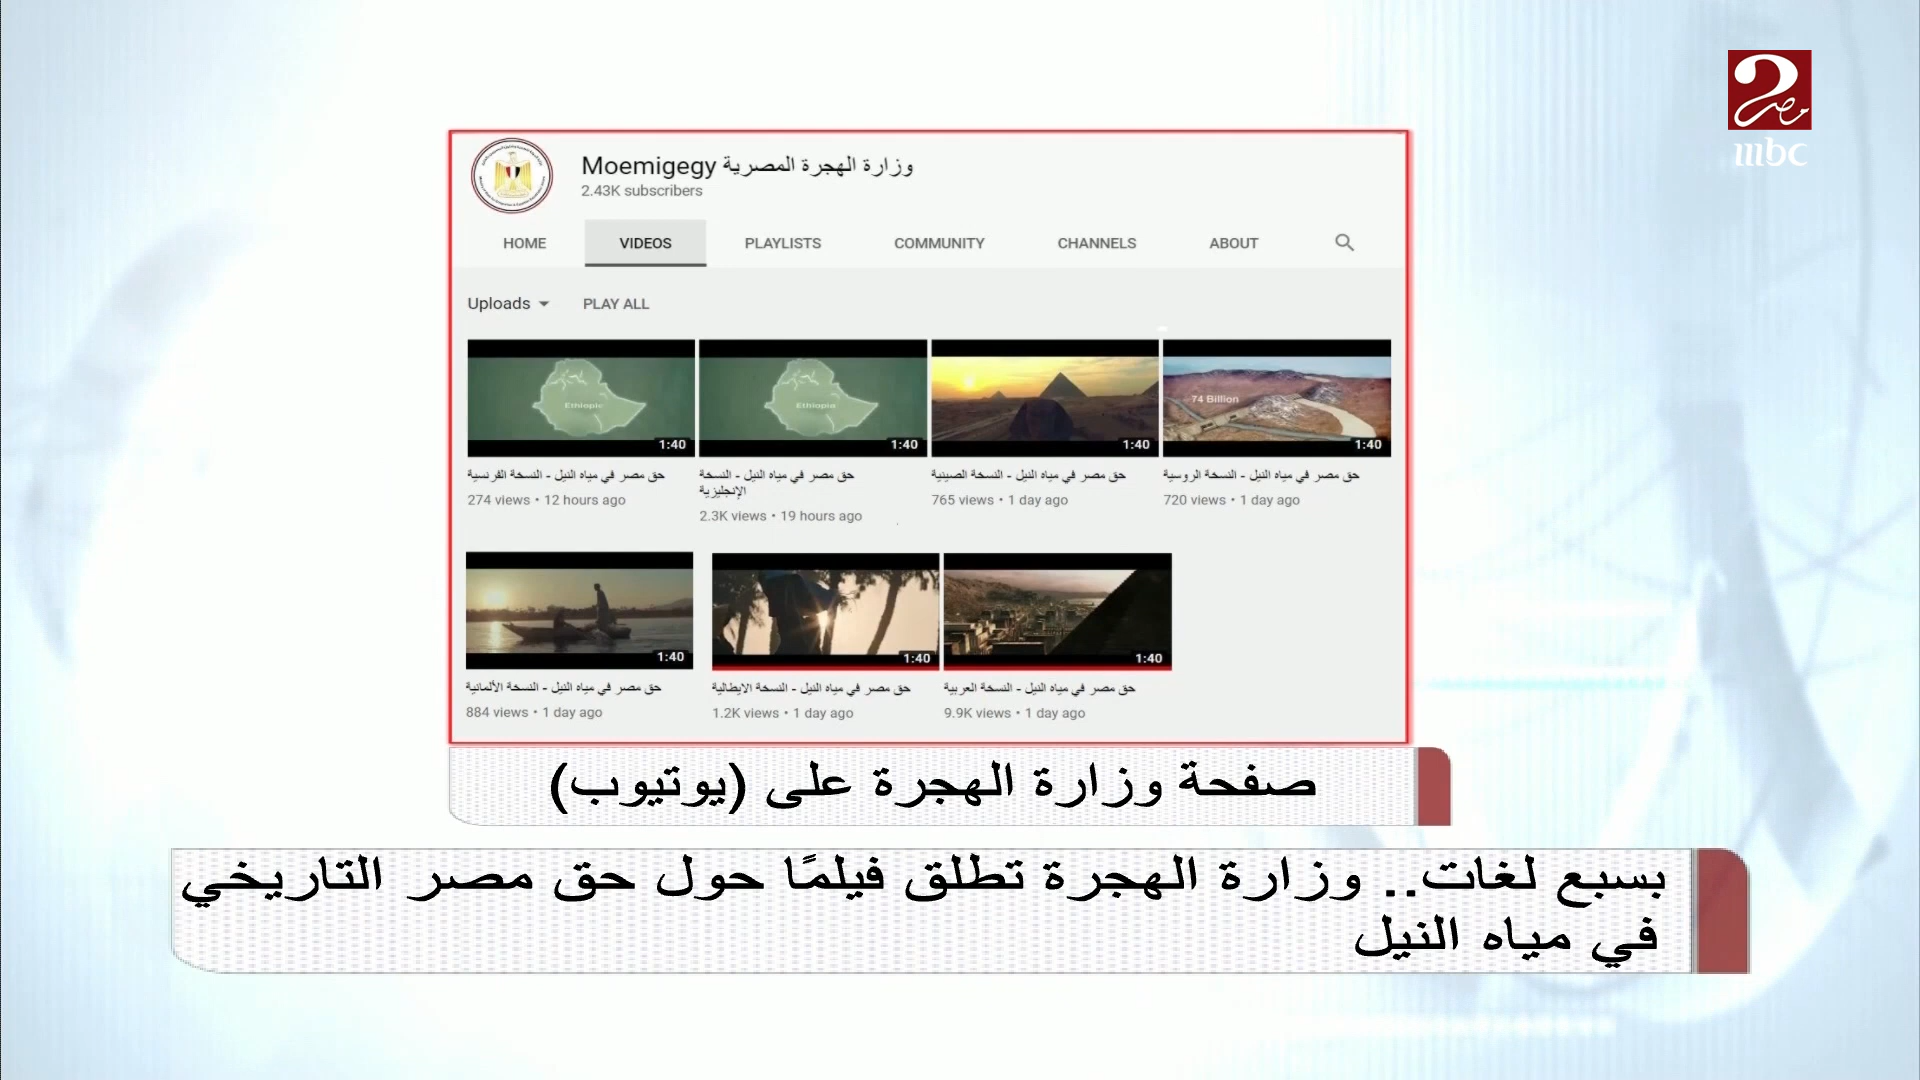 مصر
mbc
Moemigegy وزارة الهجرة المصرية
2.43K subscribers
HOME VIDEOS PLAYLISTS COMMUNITY CHANNELS ABOUT
Uploads PLAY ALL
Ethiopia
1:40
Ethiopia
1:40
1:40
74 Billion
1:40
حق مصر في مياه النيل - النسخة الفرنسية
274 views • 12 hours ago
حق مصر في مياه النيل - النسخة
الإنجليزية
2.3K views • 19 hours ago
حق مصر في مياه النيل - النسخة الصينية
765 views • 1 day ago
حق مصر في مياه النيل - النسخة الروسية
720 views • 1 day ago
1:40
1:40
1:40
حق مصر في مياه النيل - النسخة الألمانية
884 views • 1 day ago
حق مصر في مياه النيل - النسخة الايطالية
1.2K views • 1 day ago
حق مصر في مياه النيل - النسخة العربية
9.9K views • 1 day ago
صفحة وزارة الهجرة على (يوتيوب)
بسبع لغات.. وزارة الهجرة تطلق فيلمًا حول حق مصر التاريخي
في مياه النيل